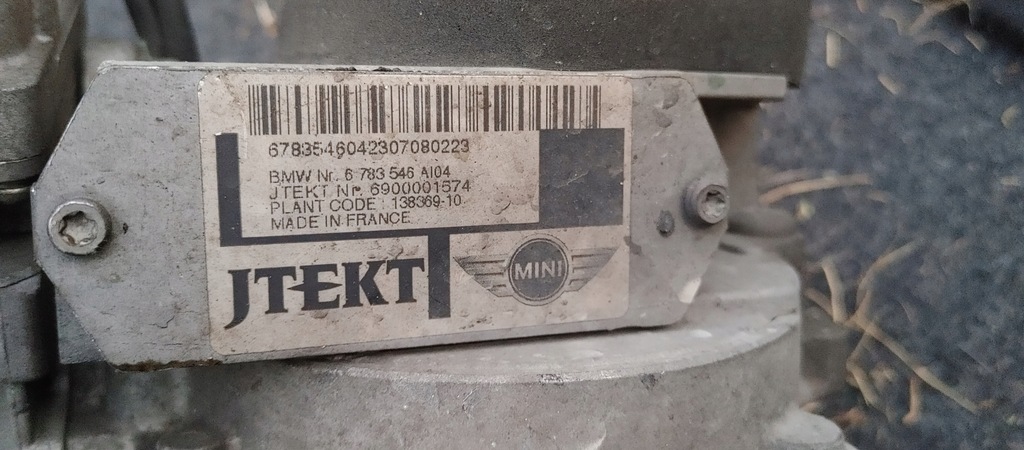 6783546042307080223
BMW Nr. 6 783 546 AI04
JTEKT Nr. 6900001574
PLANT CODE : 138369-10
MADE IN FRANCE
JTEKT
MINI